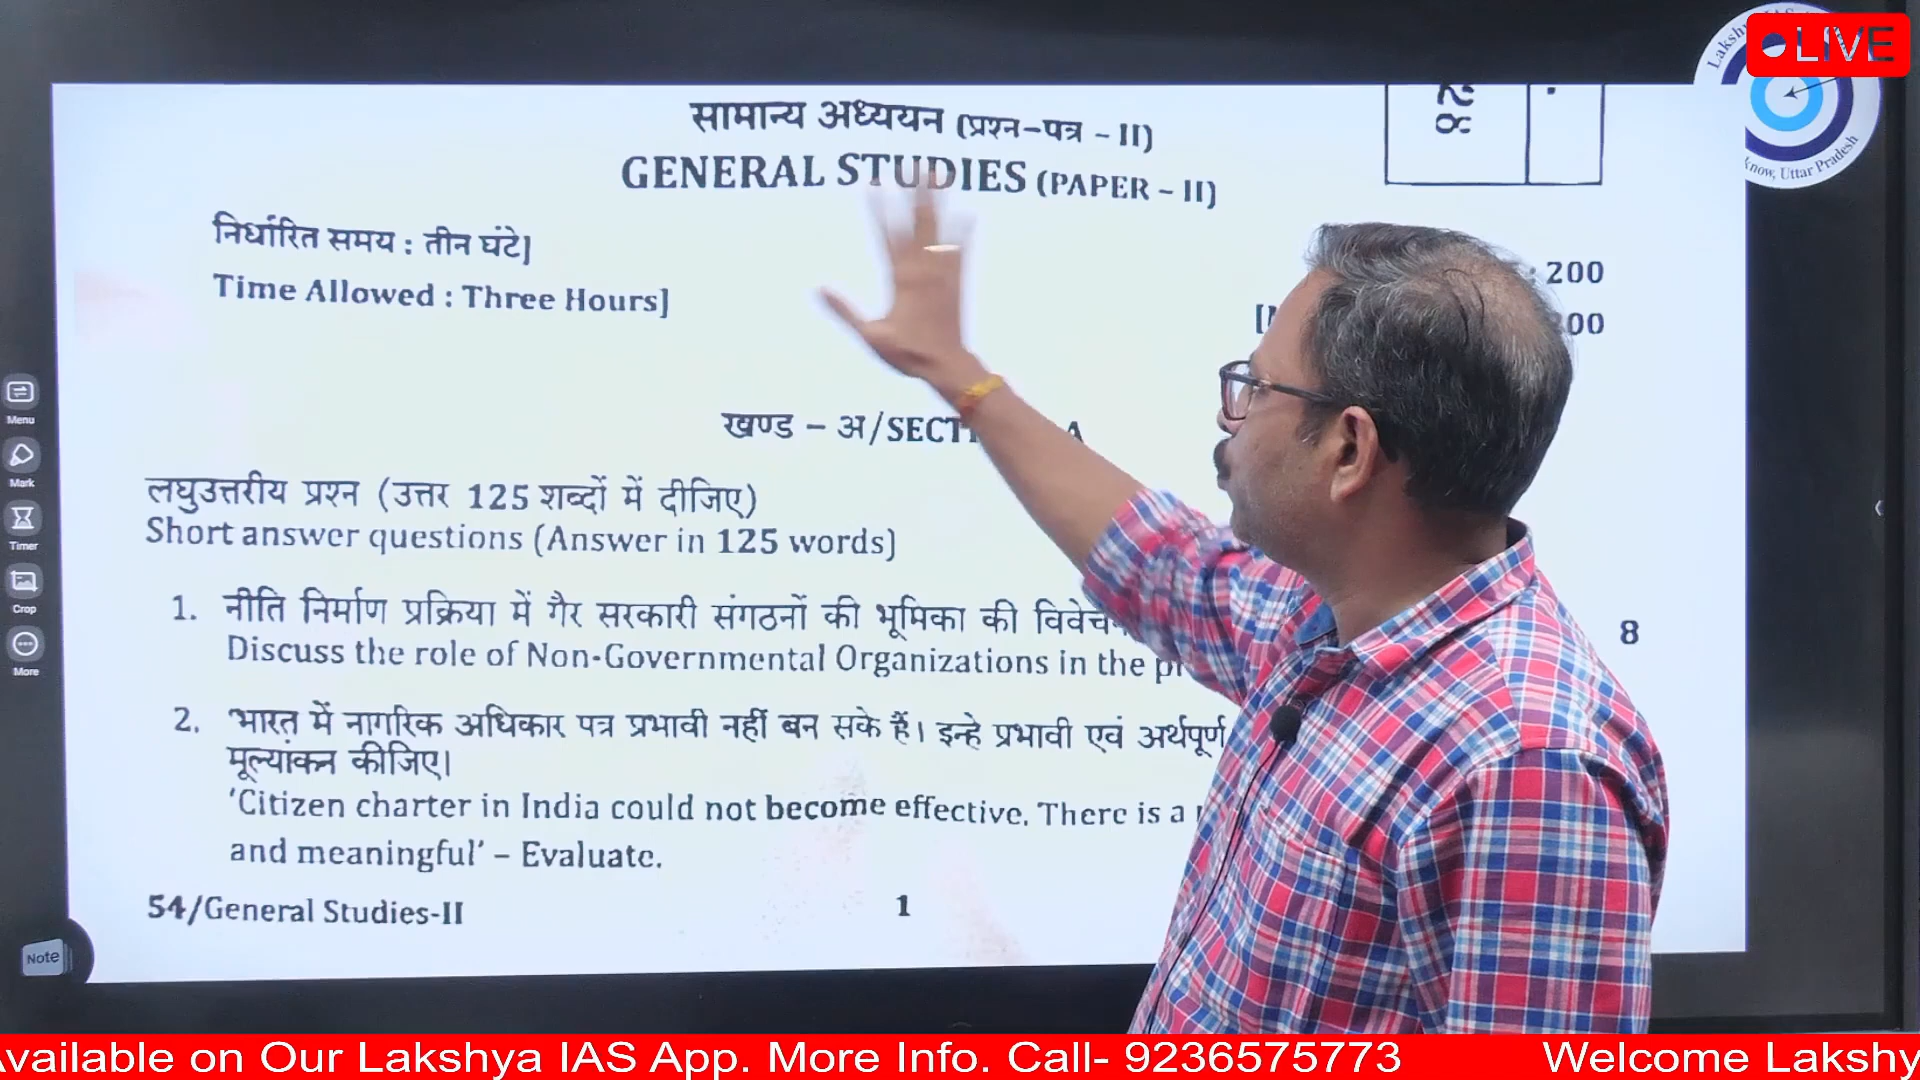 सामान्य अध्ययन (प्रश्न-पत्र - II)
GENERAL STUDIES (PAPER - II)
28
LIVE
Uttar Pradesh
निर्धारित समय : तीन घंटे]
: 200
Time Allowed : Three Hours]
खण्ड - अ/SECTI A
लघुउत्तरीय प्रश्न (उत्तर 125 शब्दों में दीजिए)
Short answer questions (Answer in 125 words)
1. नीति निर्माण प्रक्रिया में गैर सरकारी संगठनों की भूमिका की
8
Discuss the role of Non-Governmental Organizations in the
2. 'भारत में नागरिक अधिकार पत्र प्रभावी नहीं बन सके हैं। इन्हे प्रभावी एवं अर्थपूर्ण
मूल्यांकन कीजिए।
'Citizen charter in India could not become effective. There is a
and meaningful' - Evaluate.
54/General Studies-II
1
Menu
Mark
Timer
Crop
More
Note
vailable on Our Lakshya IAS App. More Info. Call- 9236575773
Welcome Lakshy